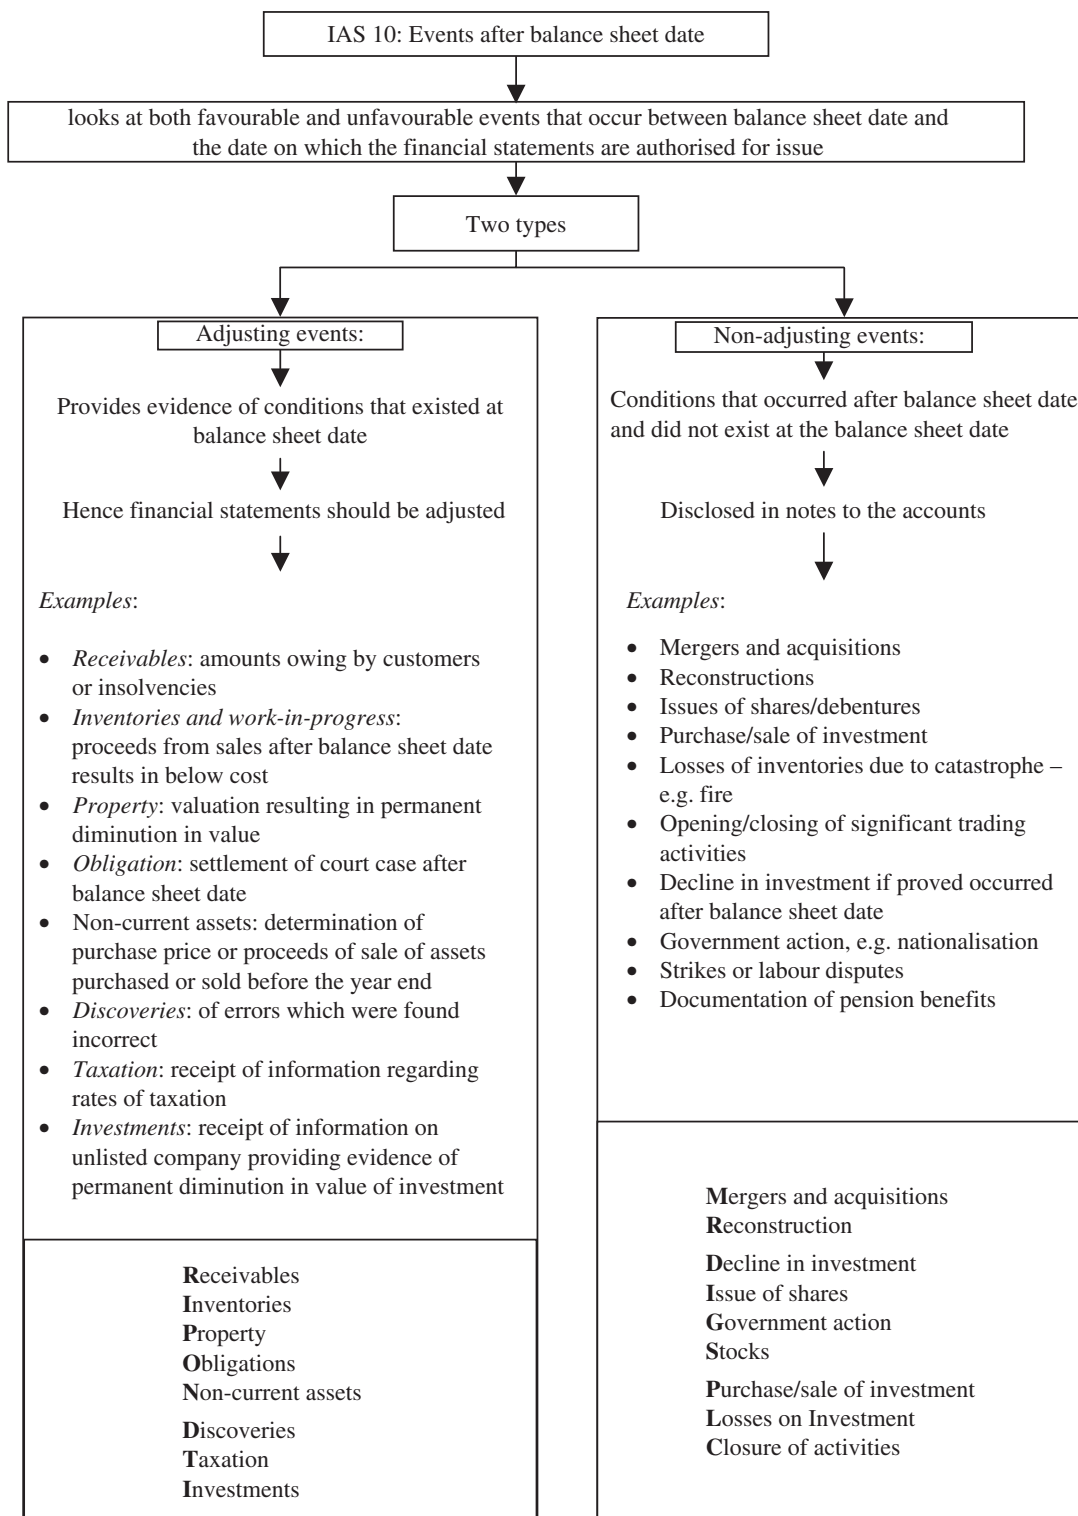 IAS 10: Events after balance sheet date
looks at both favourable and unfavourable events that occur between balance sheet date and
the date on which the financial statements are authorised for issue
Two types
Adjusting events:
Provides evidence of conditions that existed at
balance sheet date
Hence financial statements should be adjusted
Examples:
• Receivables: amounts owing by customers
or insolvencies
• Inventories and work-in-progress:
proceeds from sales after balance sheet date
results in below cost
• Property: valuation resulting in permanent
diminution in value
• Obligation: settlement of court case after
balance sheet date
• Non-current assets: determination of
purchase price or proceeds of sale of assets
purchased or sold before the year end
• Discoveries: of errors which were found
incorrect
• Taxation: receipt of information regarding
rates of taxation
• Investments: receipt of information on
unlisted company providing evidence of
permanent diminution in value of investment
Receivables
Inventories
Property
Obligations
Non-current assets
Discoveries
Taxation
Investments
Non-adjusting events:
Conditions that occurred after balance sheet date
and did not exist at the balance sheet date
Disclosed in notes to the accounts
Examples:
• Mergers and acquisitions
• Reconstructions
• Issues of shares/debentures
• Purchase/sale of investment
• Losses of inventories due to catastrophe –
e.g. fire
• Opening/closing of significant trading
activities
• Decline in investment if proved occurred
after balance sheet date
• Government action, e.g. nationalisation
• Strikes or labour disputes
• Documentation of pension benefits
Mergers and acquisitions
Reconstruction
Decline in investment
Issue of shares
Government action
Stocks
Purchase/sale of investment
Losses on Investment
Closure of activities